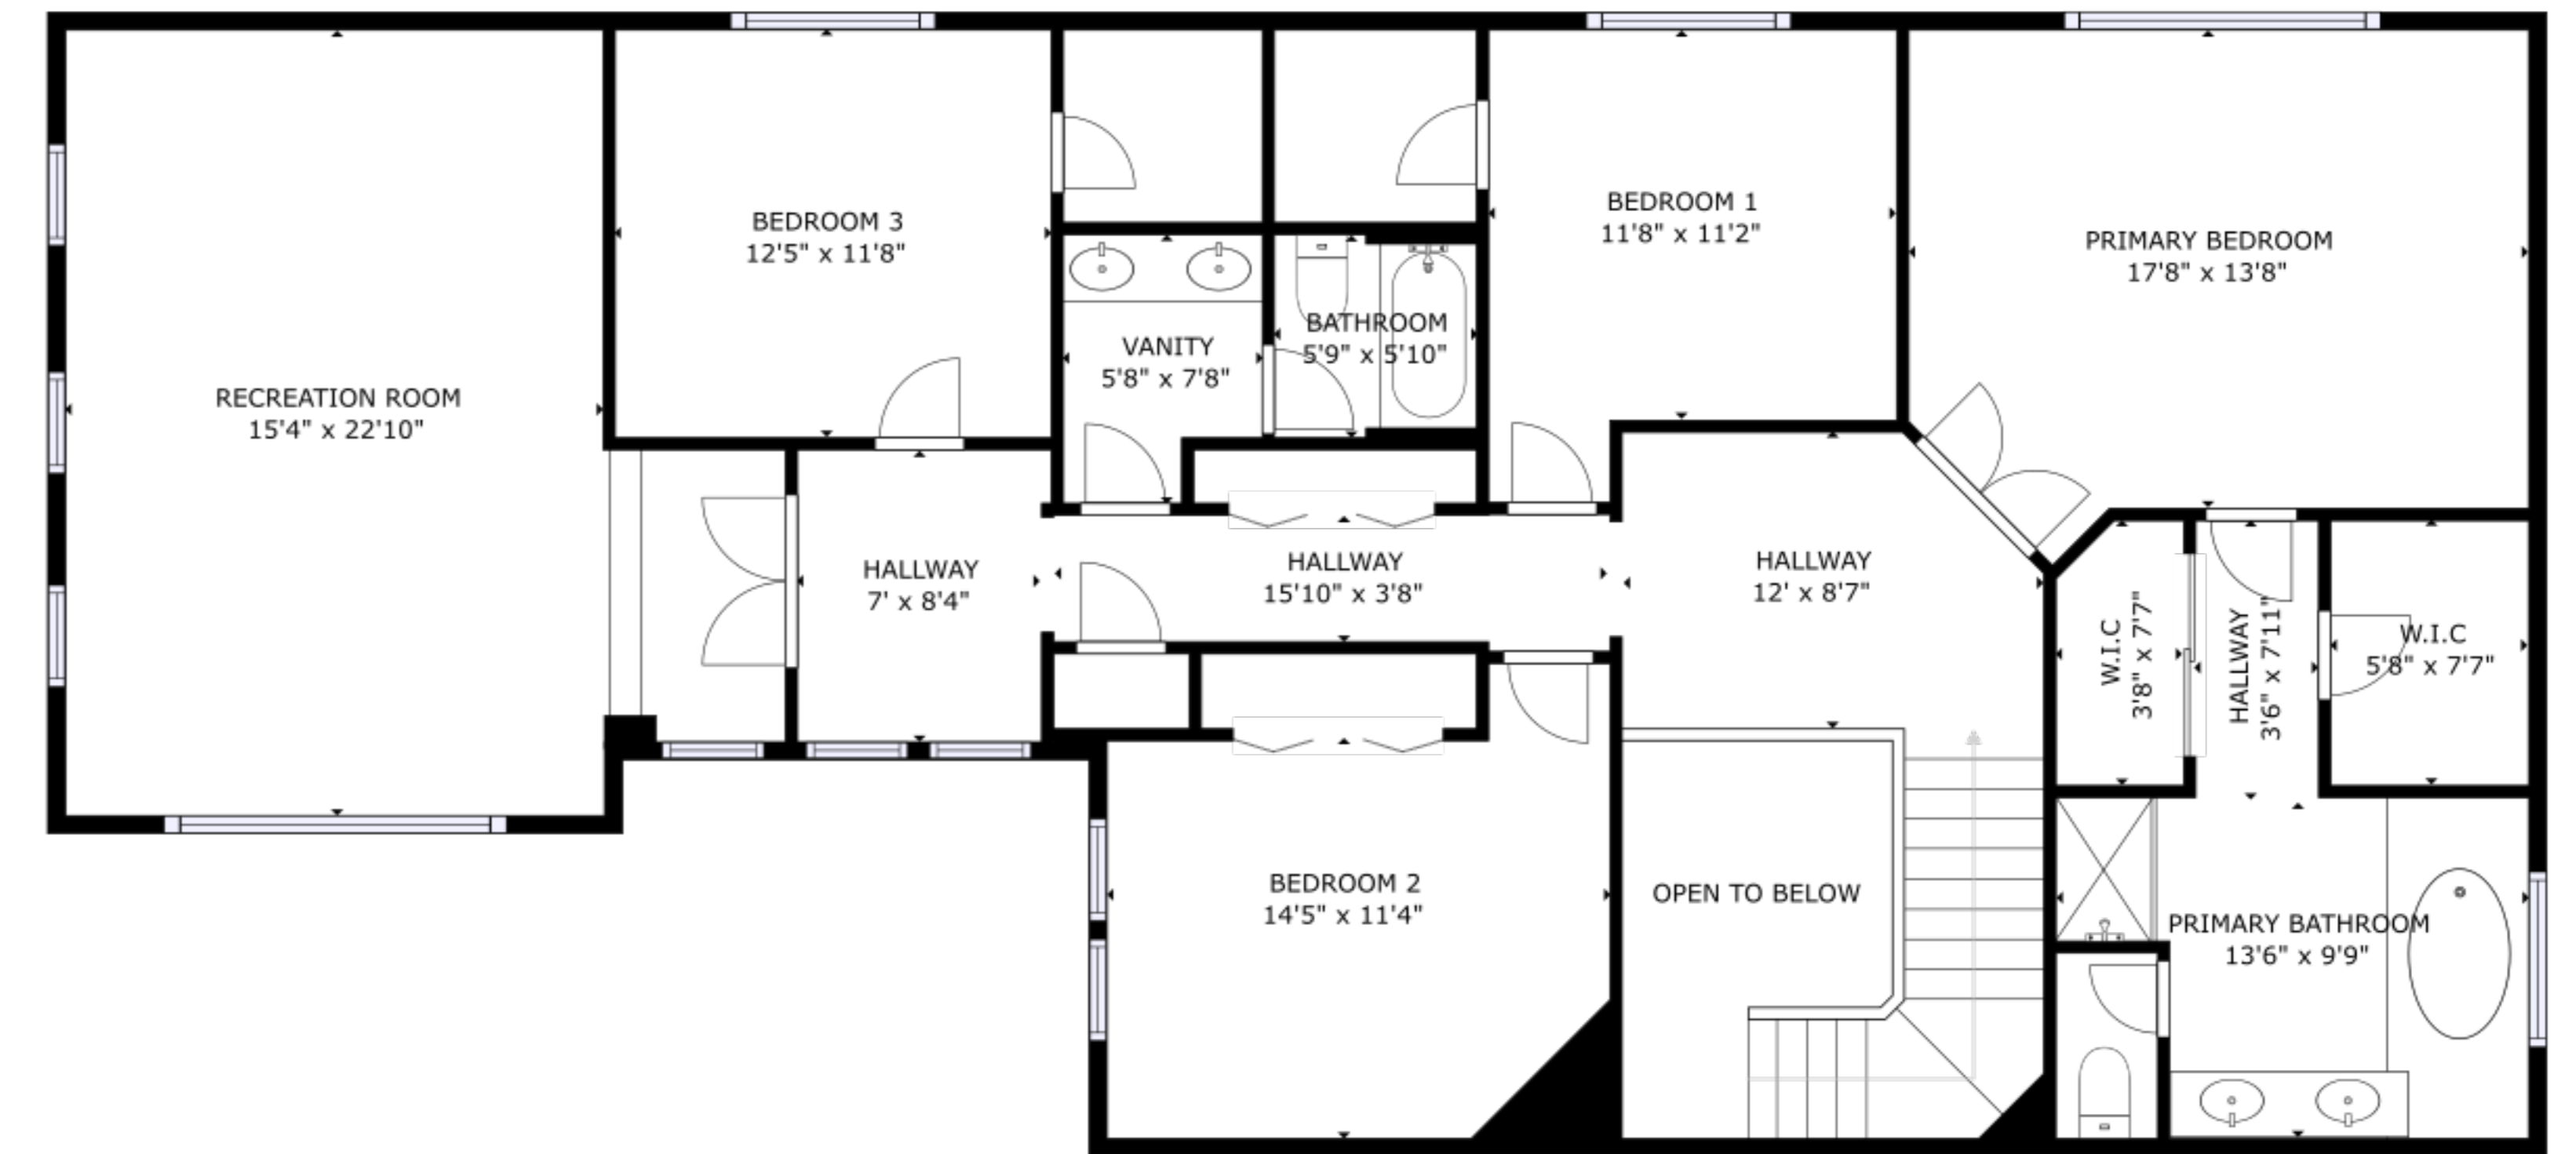 RECREATION ROOM
15'4" x 22'10"
BEDROOM 3
12'5" x 11'8"
VANITY
5'8" x 7'8"
BATHROOM
5'9" x 5'10"
BEDROOM 1
11'8" x 11'2"
PRIMARY BEDROOM
17'8" x 13'8"
HALLWAY
7' x 8'4"
HALLWAY
15'10" x 3'8"
HALLWAY
12' x 8'7"
W.I.C
3'8" x 7'7"
HALLWAY
3'6" x 7'11"
W.I.C
5'8" x 7'7"
BEDROOM 2
14'5" x 11'4"
OPEN TO BELOW
PRIMARY BATHROOM
13'6" x 9'9"